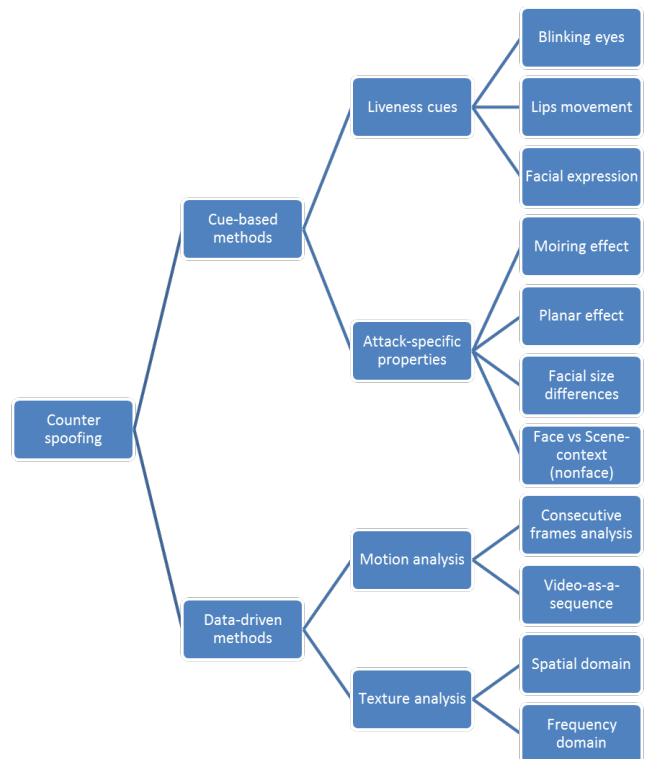 Counter
spoofing
Cue-based
methods
Liveness cues
Blinking eyes
Lips movement
Facial expression
Attack-specific
properties
Moiring effect
Planar effect
Facial size
differences
Face vs Scene-
context
(nonface)
Data-driven
methods
Motion analysis
Consecutive
frames analysis
Video-as-a-
sequence
Texture analysis
Spatial domain
Frequency
domain